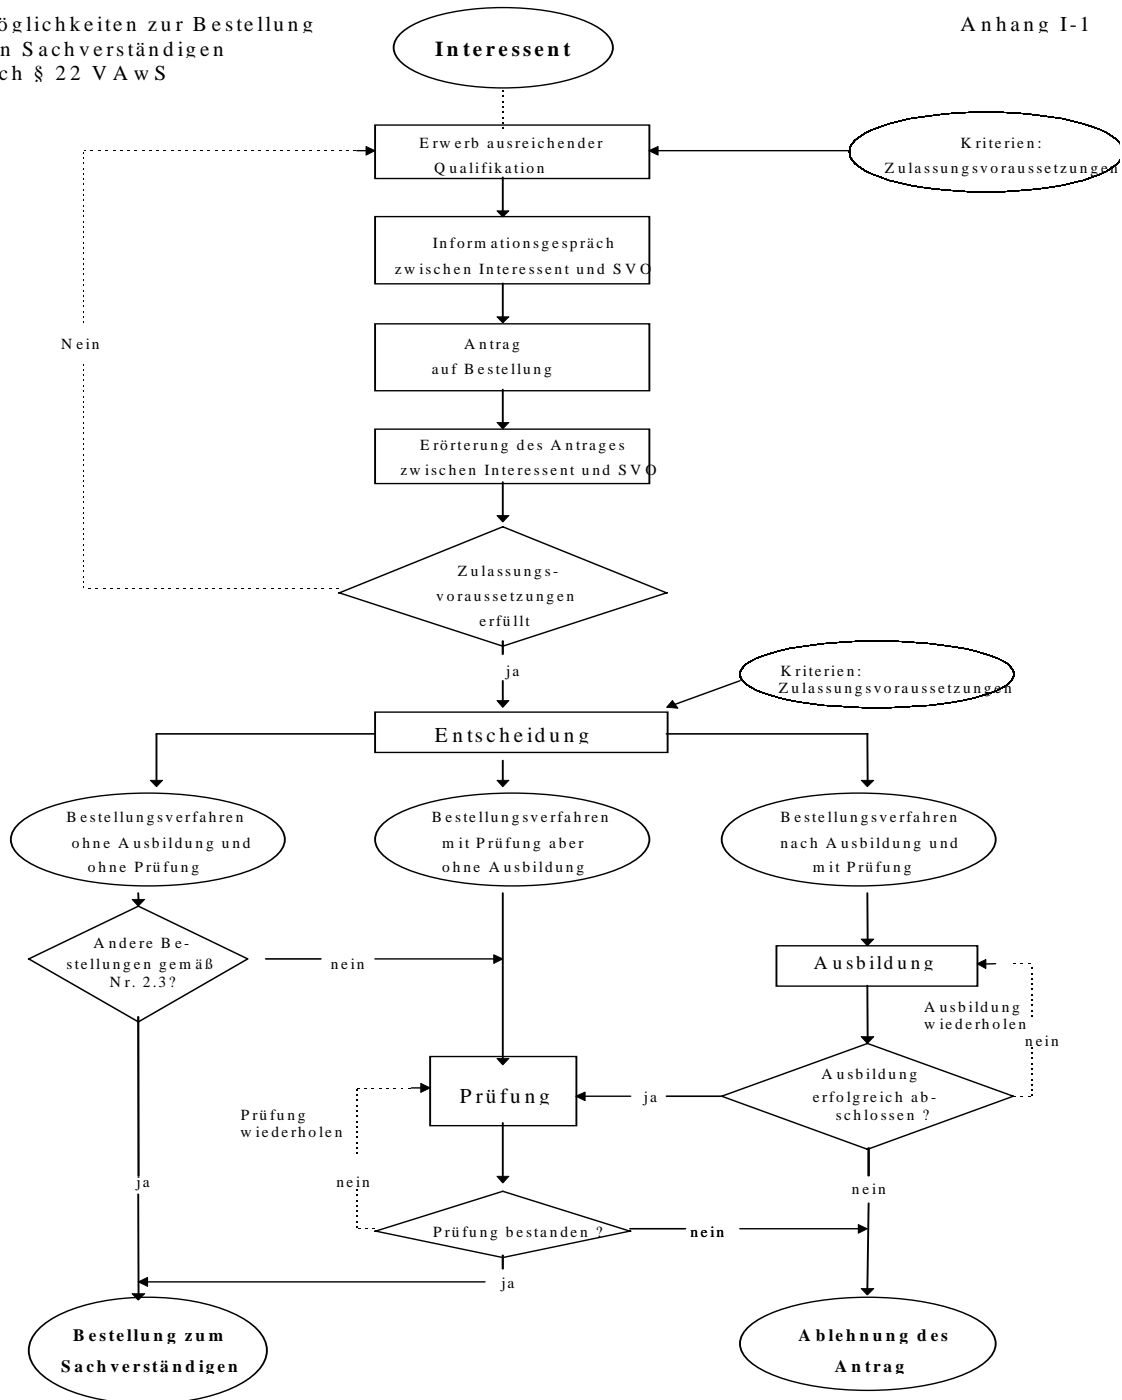 öglichkeiten zur Bestellung
n Sachverständigen
ch § 22 VAwS
Anhang I-1
Interessent
Erwerb ausreichender
Qualifikation
Kriterien:
Zulassungsvoraussetzungen
Informationsgespräch
zwischen Interessent und SVO
Nein
Antrag
auf Bestellung
Erörterung des Antrages
zwischen Interessent und SVO
Zulassungs-
voraussetzungen
erfüllt
ja
Kriterien:
Zulassungsvoraussetzungen
Entscheidung
Bestellungsverfahren
ohne Ausbildung und
ohne Prüfung
Bestellungsverfahren
mit Prüfung aber
ohne Ausbildung
Bestellungsverfahren
nach Ausbildung und
mit Prüfung
Andere Be-
stellungen gemäß
Nr. 2.3?
nein
Ausbildung
Ausbildung
wiederholen
nein
Ausbildung
erfolgreich ab-
schlossen ?
ja
Prüfung
Prüfung
wiederholen
nein
ja
nein
Prüfung bestanden ?
nein
ja
Bestellung zum
Sachverständigen
Ablehnung des
Antrag